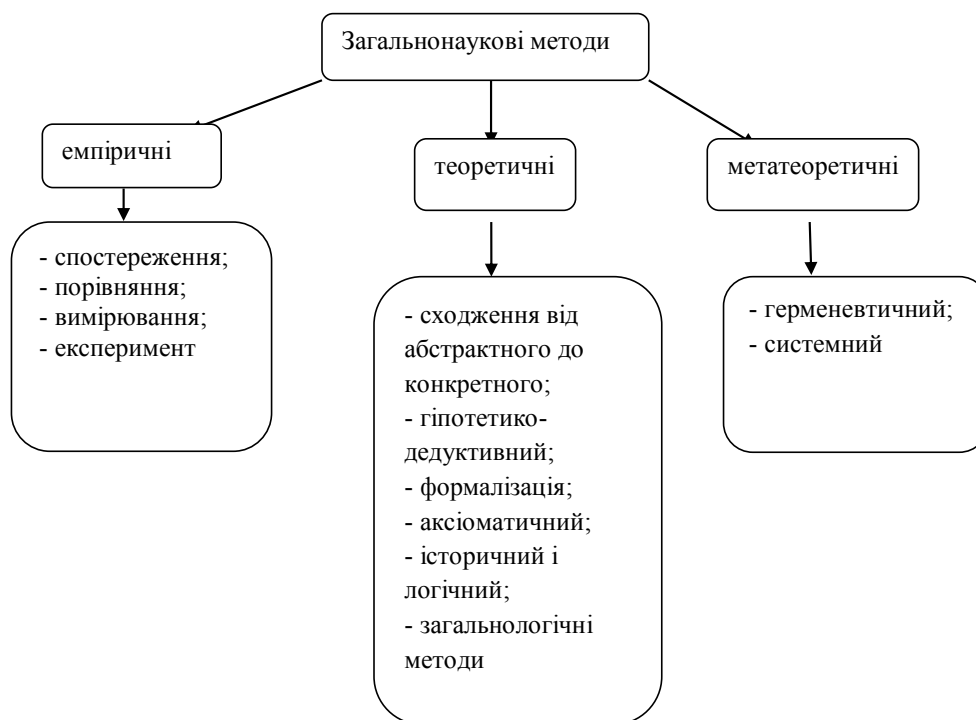 Загальнонаукові методи
емпіричні
теоретичні
метатеоретичні
- спостереження;
- порівняння;
- вимірювання;
- експеримент
- сходження від
абстрактного до
конкретного;
- гіпотетико-
дедуктивний;
- формалізація;
- аксіоматичний;
- історичний і
логічний;
- загальнологічні
методи
- герменевтичний;
- системний